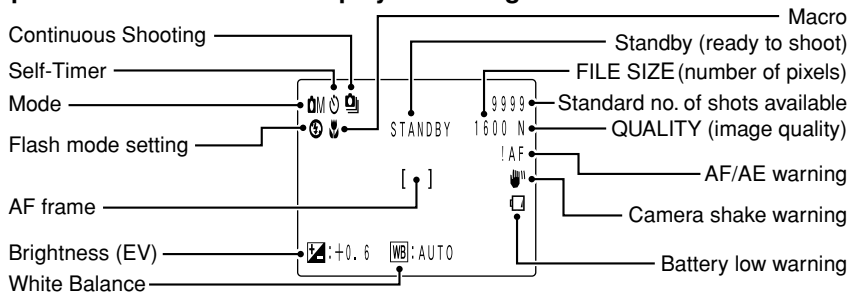 Macro
Continuous Shooting
Standby (ready to shoot)
Self-Timer
FILE SIZE (number of pixels)
Mode
M
9999
Standard no. of shots available
STANDBY
1600 N
QUALITY (image quality)
Flash mode setting
!AF
AF/AE warning
[ ]
AF frame
Camera shake warning
Brightness (EV)
:+0.6
WB:AUTO
Battery low warning
White Balance